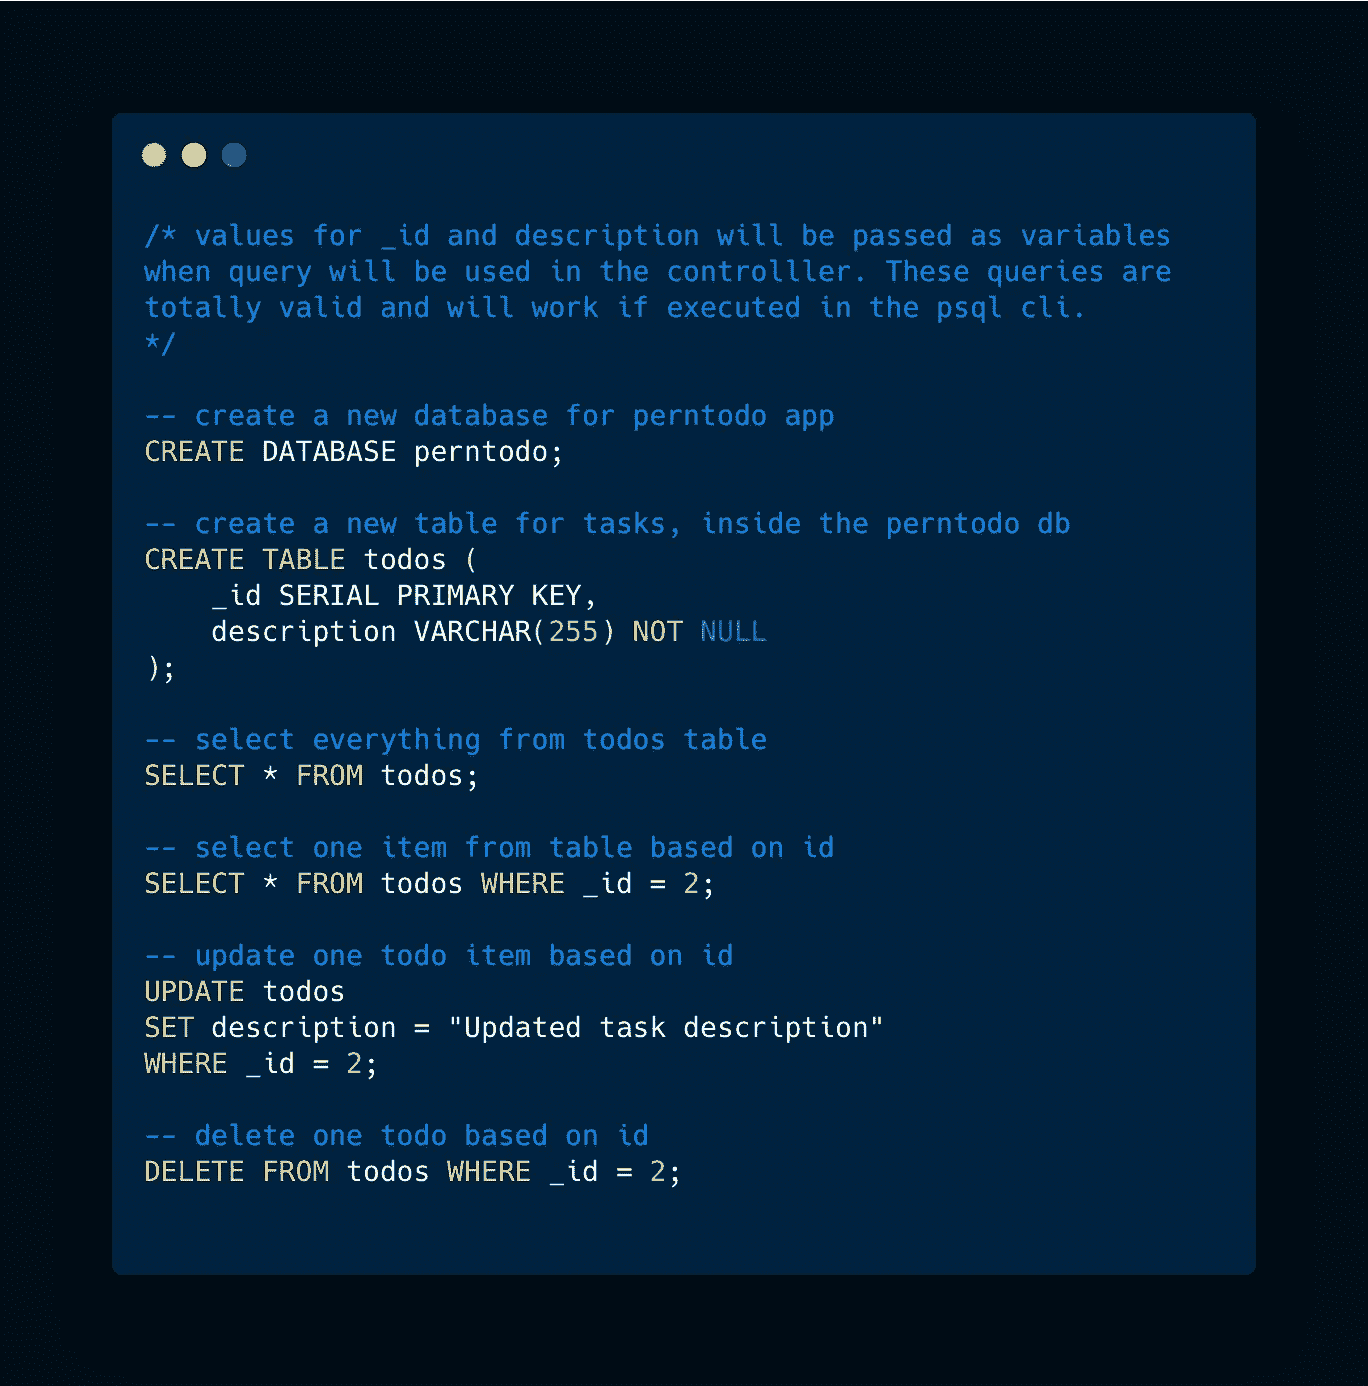 /* values for _id and description will be passed as variables
when query will be used in the controlller. These queries are
totally valid and will work if executed in the psql cli.
*/
-- create a new database for perntodo app
CREATE DATABASE perntodo;
-- create a new table for tasks, inside the perntodo db
CREATE TABLE todos (
    _id SERIAL PRIMARY KEY,
    description VARCHAR(255) NOT NULL
);
-- select everything from todos table
SELECT * FROM todos;
-- select one item from table based on id
SELECT * FROM todos WHERE _id = 2;
-- update one todo item based on id
UPDATE todos
SET description = "Updated task description"
WHERE _id = 2;
-- delete one todo based on id
DELETE FROM todos WHERE _id = 2;